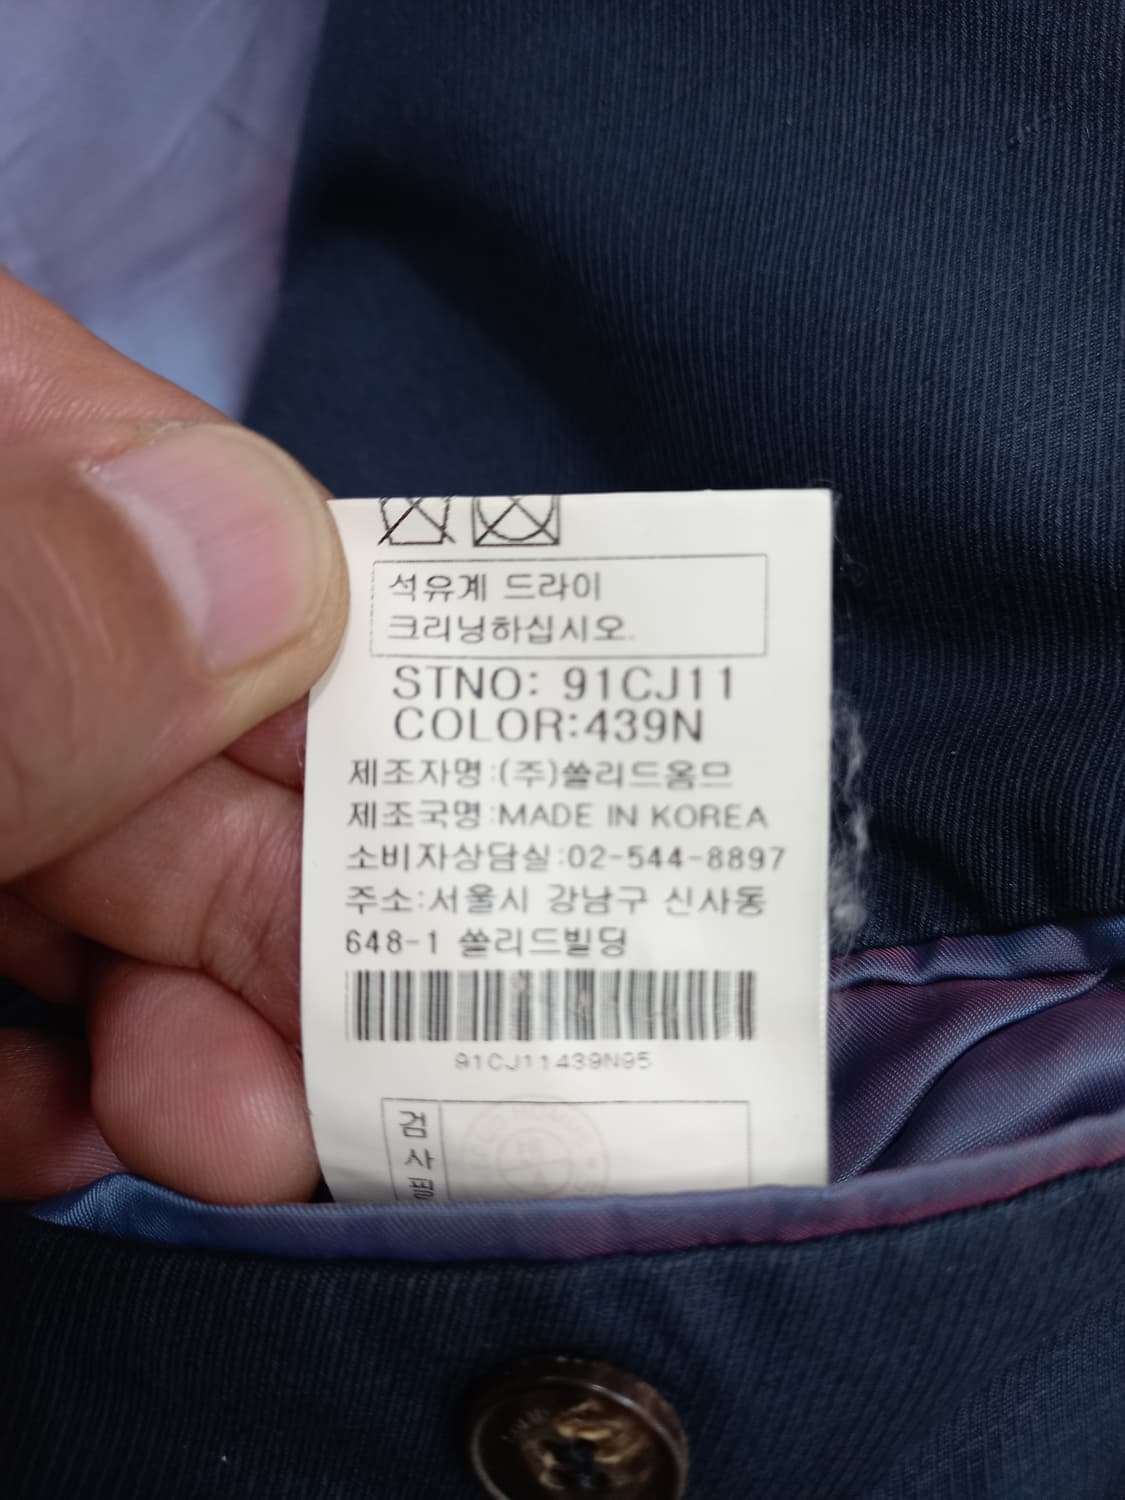 석유계 드라이
크리닝하십시오.
STNO: 91CJ11
COLOR:439N
제조자명:(주)쏠리드옴므
제조국명:MADE IN KOREA
소비자상담실:02-544-8897
주소:서울시 강남구 신사동
648-1 쏠리드빌딩
91CJ11439N95
검
사
필